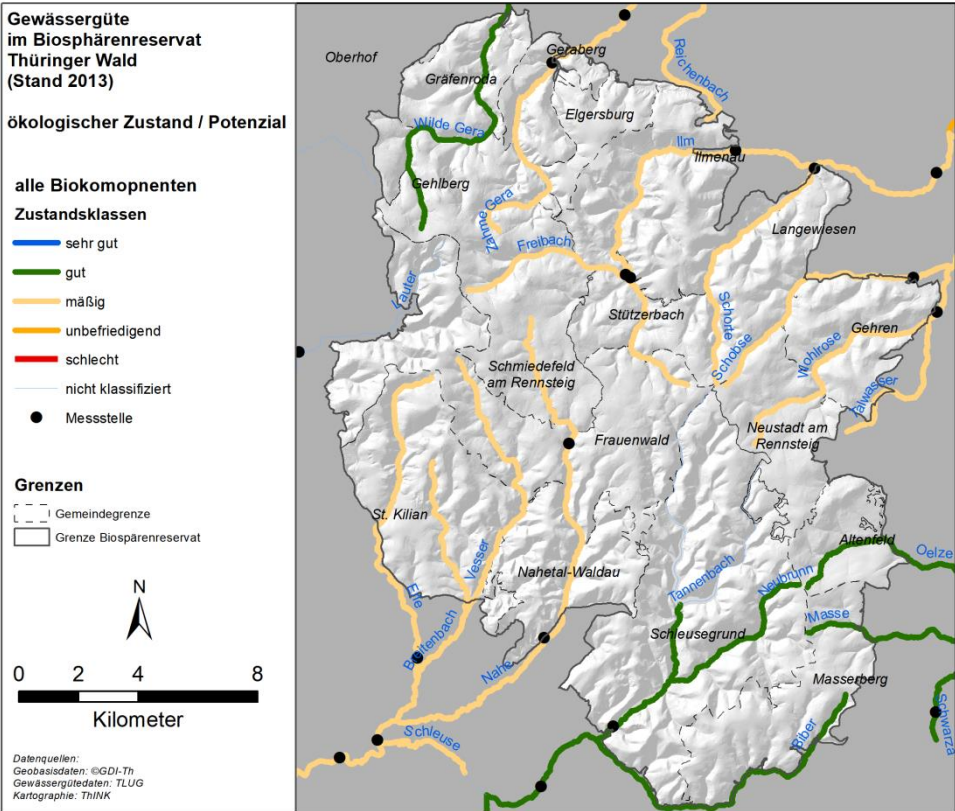 Gewässergüte
im Biosphärenreservat
Thüringer Wald
(Stand 2013)
ökologischer Zustand / Potenzial
alle Biokomopnenten
Zustandsklassen
sehr gut
gut
mäßig
unbefriedigend
schlecht
nicht klassifiziert
Messstelle
Grenzen
Gemeindegrenze
Grenze Biospärenreservat
N
0 2 4 8
Kilometer
Datenquellen:
Geobasisdaten: ©GDI-Th
Gewässergütedaten: TLUG
Kartographie: ThINK
Oberhof
Geraberg
Reichenbach
Gräfenroda
Elgersburg
Wilde Gera
Ilm
Ilmenau
Gehlberg
Zahme Gera
Langewiesen
Freibach
Lauter
Stützerbach
Schorte
Schobse
Gehren
Wohlrose
Schmiedefeld
am Rennsteig
Talwasser
Frauenwald
Neustadt am
Rennsteig
St. Kilian
Altenfeld
Oelze
Vesser
Nahetal-Waldau
Tannenbach
Neubrunn
Erle
Masse
Schleusegrund
Breitenbach
Nahe
Masserberg
Schleuse
Biber
Schwarza